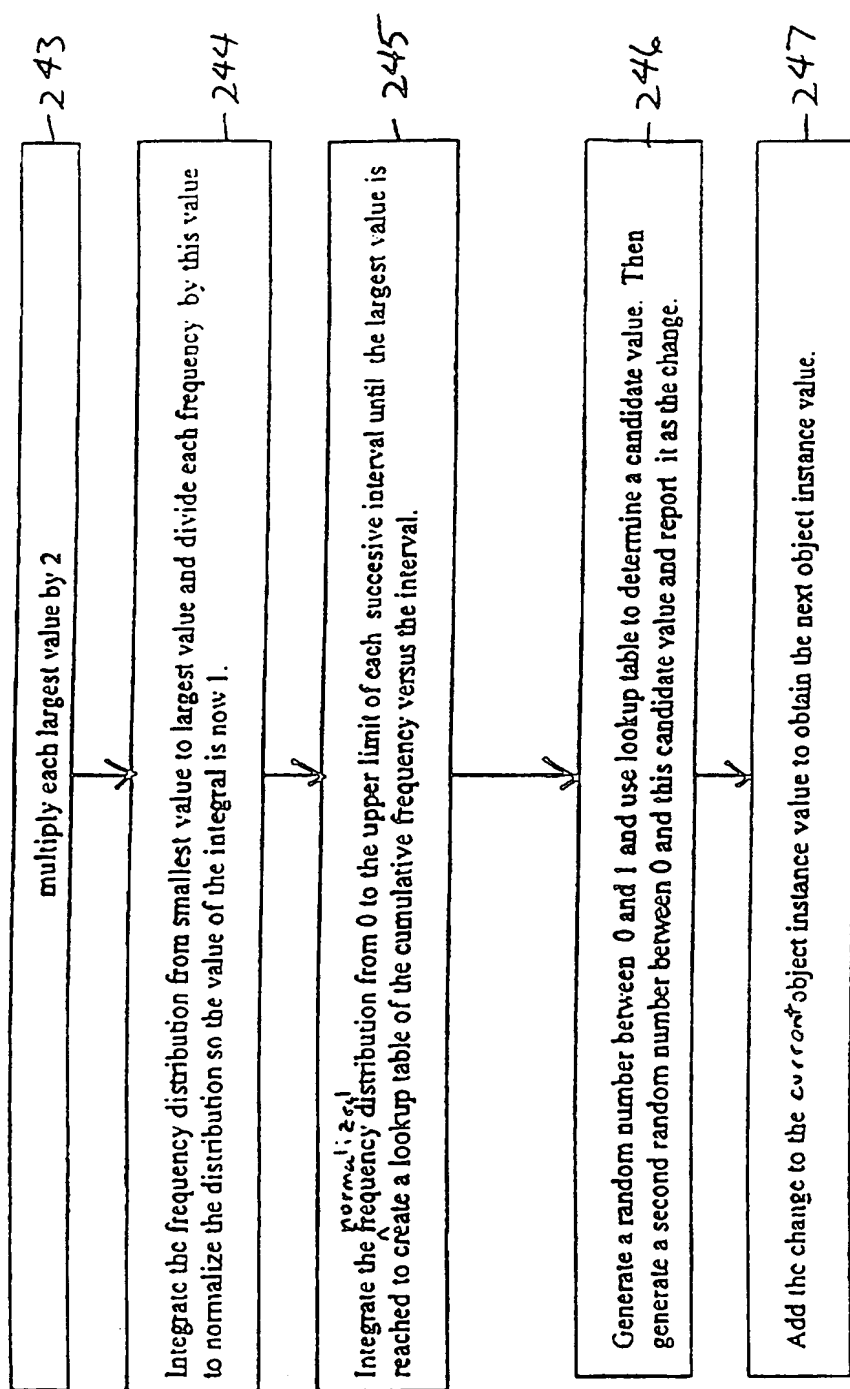 multiply each largest value by 2
243
Integrate the frequency distribution from smallest value to largest value and divide each frequency by this value
to normalize the distribution so the value of the integral is now 1.
244
normalized
Integrate the frequency distribution from 0 to the upper limit of each succesive interval until the largest value is
reached to create a lookup table of the cumulative frequency versus the interval.
245
Generate a random number between 0 and 1 and use lookup table to determine a candidate value. Then
generate a second random number between 0 and this candidate value and report it as the change.
246
Add the change to the current object instance value to obtain the next object instance value.
247